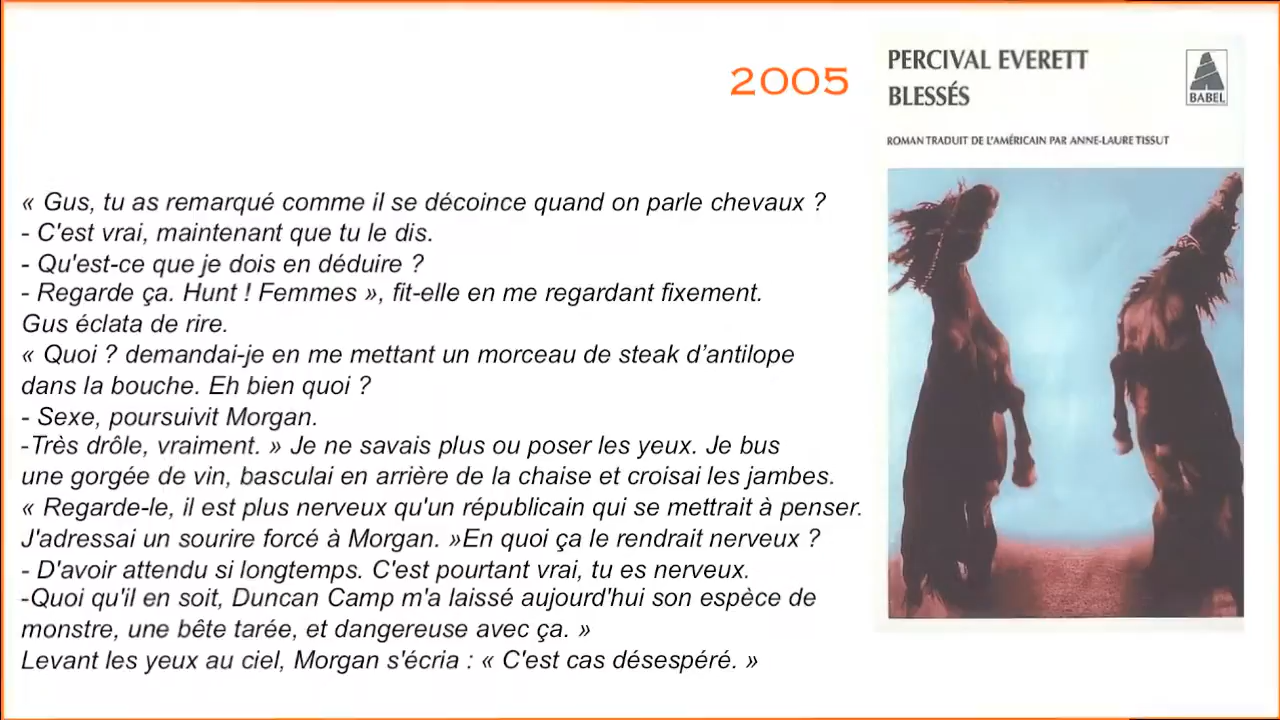 2005
PERCIVAL EVERETT
BLESSÉS
BABEL
ROMAN TRADUIT DE L'AMÉRICAIN PAR ANNE-LAURE TISSUT
« Gus, tu as remarqué comme il se décoince quand on parle chevaux ?
- C'est vrai, maintenant que tu le dis.
- Qu'est-ce que je dois en déduire ?
- Regarde ça. Hunt ! Femmes », fit-elle en me regardant fixement.
Gus éclata de rire.
« Quoi ? demandai-je en me mettant un morceau de steak d’antilope
dans la bouche. Eh bien quoi ?
- Sexe, poursuivit Morgan.
-Très drôle, vraiment. » Je ne savais plus ou poser les yeux. Je bus
une gorgée de vin, basculai en arrière de la chaise et croisai les jambes.
« Regarde-le, il est plus nerveux qu'un républicain qui se mettrait à penser.
J'adressai un sourire forcé à Morgan. »En quoi ça le rendrait nerveux ?
- D'avoir attendu si longtemps. C'est pourtant vrai, tu es nerveux.
-Quoi qu'il en soit, Duncan Camp m'a laissé aujourd'hui son espèce de
monstre, une bête tarée, et dangereuse avec ça. »
Levant les yeux au ciel, Morgan s'écria : « C'est cas désespéré. »